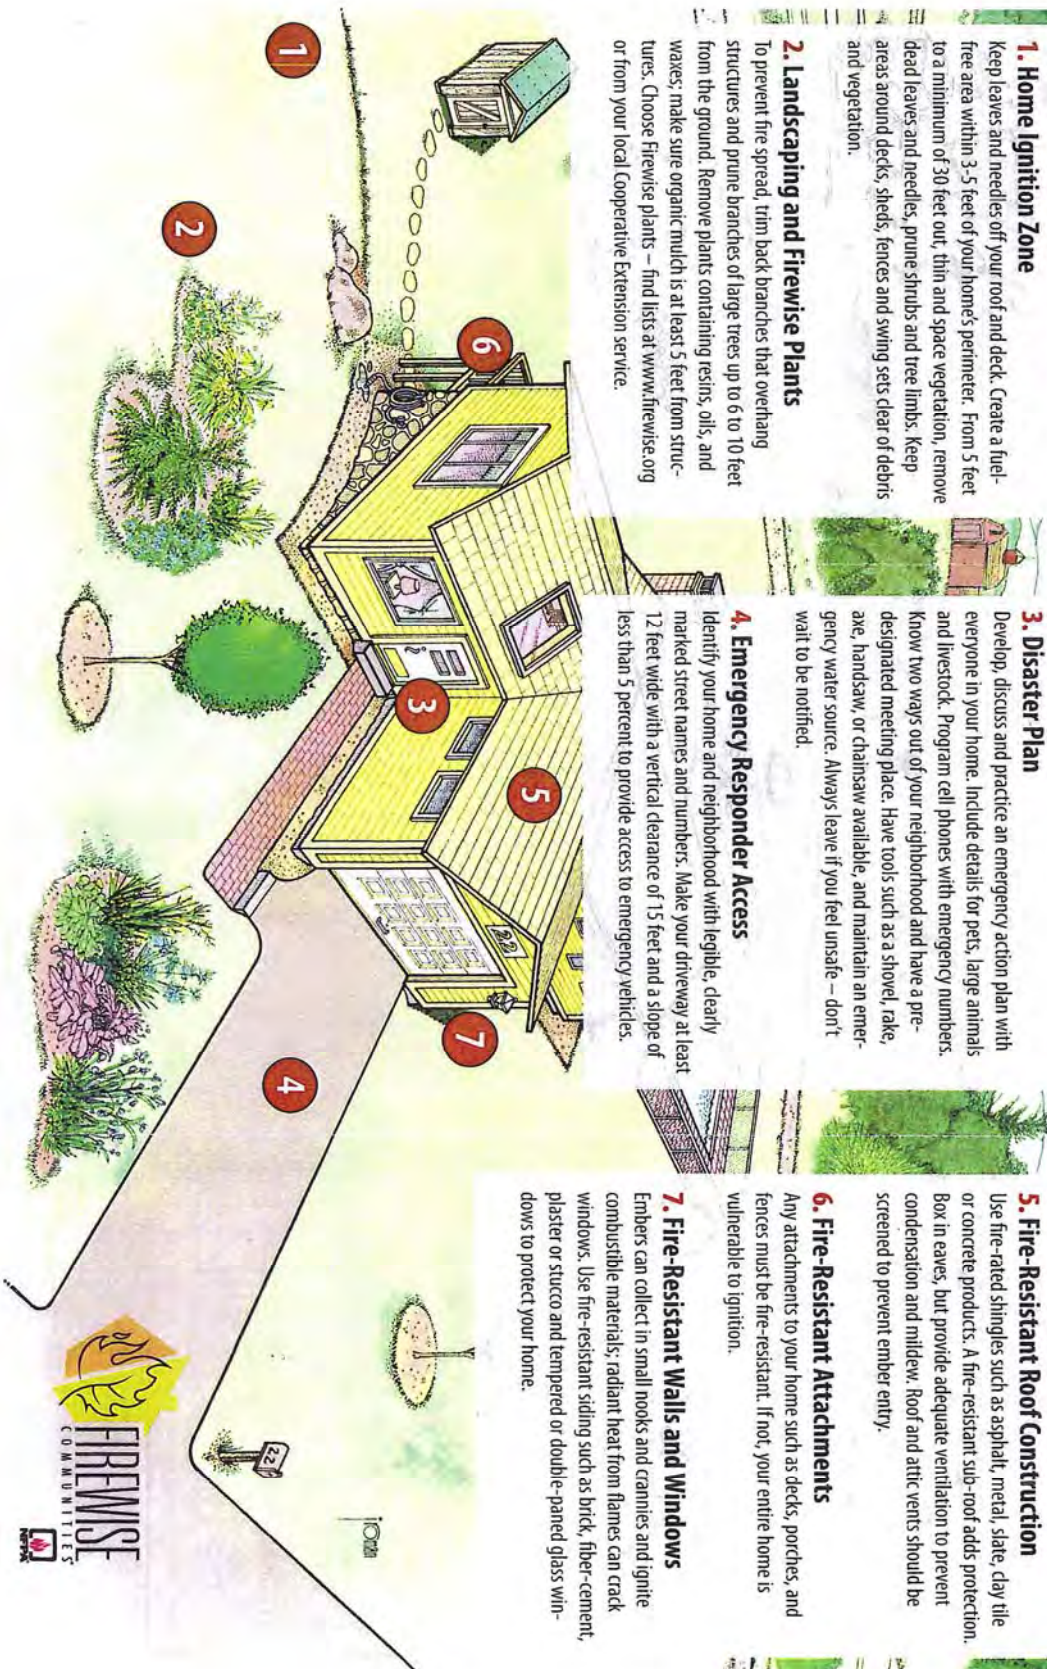 1. Home Ignition Zone
Keep leaves and needles off your roof and deck. Create a fuel-
free area within 3-5 feet of your home's perimeter. From 5 feet
to a minimum of 30 feet out, thin and space vegetation, remove
dead leaves and needles, prune shrubs and tree limbs. Keep
areas around decks, sheds, fences and swing sets clear of debris
and vegetation.
2. Landscaping and Firewise Plants
To prevent fire spread, trim back branches that overhang
structures and prune branches of large trees up to 6 to 10 feet
from the ground. Remove plants containing resins, oils, and
waxes; make sure organic mulch is at least 5 feet from struc-
tures. Choose Firewise plants – find lists at www.firewise.org
or from your local Cooperative Extension service.
3. Disaster Plan
Develop, discuss and practice an emergency action plan with
everyone in your home. Include details for pets, large animals
and livestock. Program cell phones with emergency numbers.
Know two ways out of your neighborhood and have a pre-
designated meeting place. Have tools such as a shovel, rake,
axe, handsaw, or chainsaw available, and maintain an emer-
gency water source. Always leave if you feel unsafe – don't
wait to be notified.
4. Emergency Responder Access
Identify your home and neighborhood with legible, clearly
marked street names and numbers. Make your driveway at least
12 feet wide with a vertical clearance of 15 feet and a slope of
less than 5 percent to provide access to emergency vehicles.
5. Fire-Resistant Roof Construction
Use fire-rated shingles such as asphalt, metal, slate, clay tile
or concrete products. A fire-resistant sub-roof adds protection.
Box in eaves, but provide adequate ventilation to prevent
condensation and mildew. Roof and attic vents should be
screened to prevent ember entry.
6. Fire-Resistant Attachments
Any attachments to your home such as decks, porches, and
fences must be fire-resistant. If not, your entire home is
vulnerable to ignition.
7. Fire-Resistant Walls and Windows
Embers can collect in small nooks and crannies and ignite
combustible materials; radiant heat from flames can crack
windows. Use fire-resistant siding such as brick, fiber-cement,
plaster or stucco and tempered or double-paned glass win-
dows to protect your home.
1
2
6
3
5
22
7
4
22
FIREWISE
COMMUNITIES
NFPA